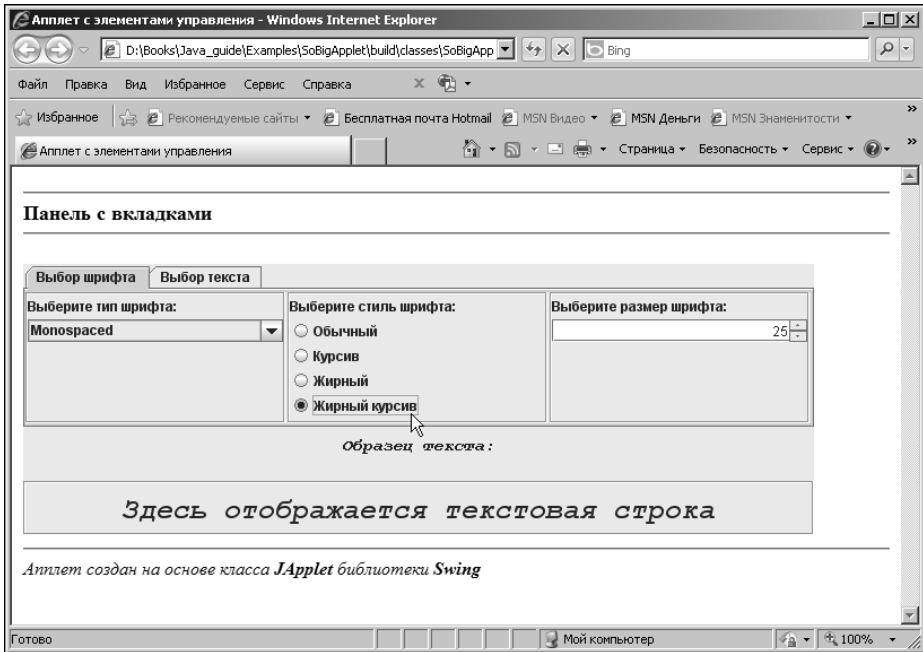 Апплет с элементами управления - Windows Internet Explorer
D:\Books\Java_guide\Examples\SoBigApplet\build\classes\SoBigApp
Bing
Файл Правка Вид Избранное Сервис Справка
Избранное Рекомендуемые сайты Бесплатная почта Hotmail MSN Видео MSN Деньги MSN Знаменитости
Апплет с элементами управления
Страница Безопасность Сервис
Панель с вкладками
Выбор шрифта Выбор текста
Выберите тип шрифта: Выберите стиль шрифта: Выберите размер шрифта:
Monospaced Обычный 25
Курсив
Жирный
Жирный курсив
Образец текста:
Здесь отображается текстовая строка
Апплет создан на основе класса JApplet библиотеки Swing
Готово Мой компьютер 100%